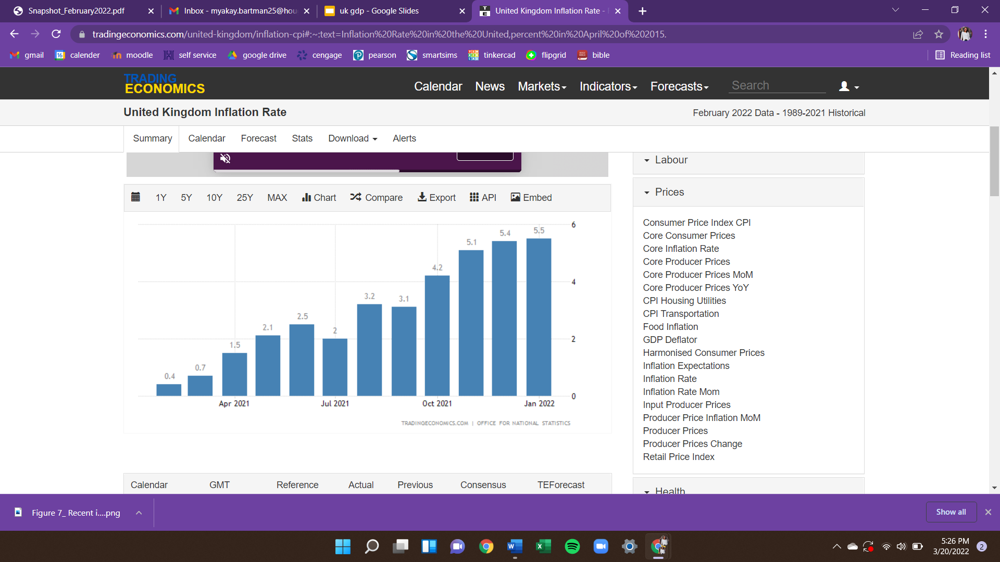 Snapshot_February2022.pdf
Inbox - myakay.bartman25@hou
uk gdp - Google Slides
United Kingdom Inflation Rate -
tradingeconomics.com/united-kingdom/inflation-cpi#:~:text=Inflation%20Rate%20in%20the%20United,percent%20in%20April%20of%202015.
gmail
16
calender
moodle
self service
google drive
cengage
pearson
smartsims
tinkercad
flipgrid
bible
Reading list
TRADING
ECONOMICS
Calendar
News
Markets
Indicators
Forecasts
Search
United Kingdom Inflation Rate
February 2022 Data - 1989-2021 Historical
Summary
Calendar
Forecast
Stats
Download
Alerts
Labour
1Y
5Y
10Y
25Y
MAX
Chart
Compare
Export
API
Embed
Prices
Consumer Price Index CPI
Core Consumer Prices
Core Inflation Rate
Core Producer Prices
Core Producer Prices MoM
Core Producer Prices YoY
CPI Housing Utilities
CPI Transportation
Food Inflation
GDP Deflator
Harmonised Consumer Prices
Inflation Expectations
Inflation Rate
Inflation Rate Mom
Input Producer Prices
Producer Price Inflation MoM
Producer Prices
Producer Prices Change
Retail Price Index
Health
0.4
0.7
1.5
2.1
2.5
2
3.2
3.1
4.2
5.1
5.4
5.5
6
4
2
0
Apr 2021
Jul 2021
Oct 2021
Jan 2022
TRADINGECONOMICS.COM | OFFICE FOR NATIONAL STATISTICS
Calendar
GMT
Reference
Actual
Previous
Consensus
TEForecast
Figure 7_ Recent i....png
Show all
5:26 PM
3/20/2022
2